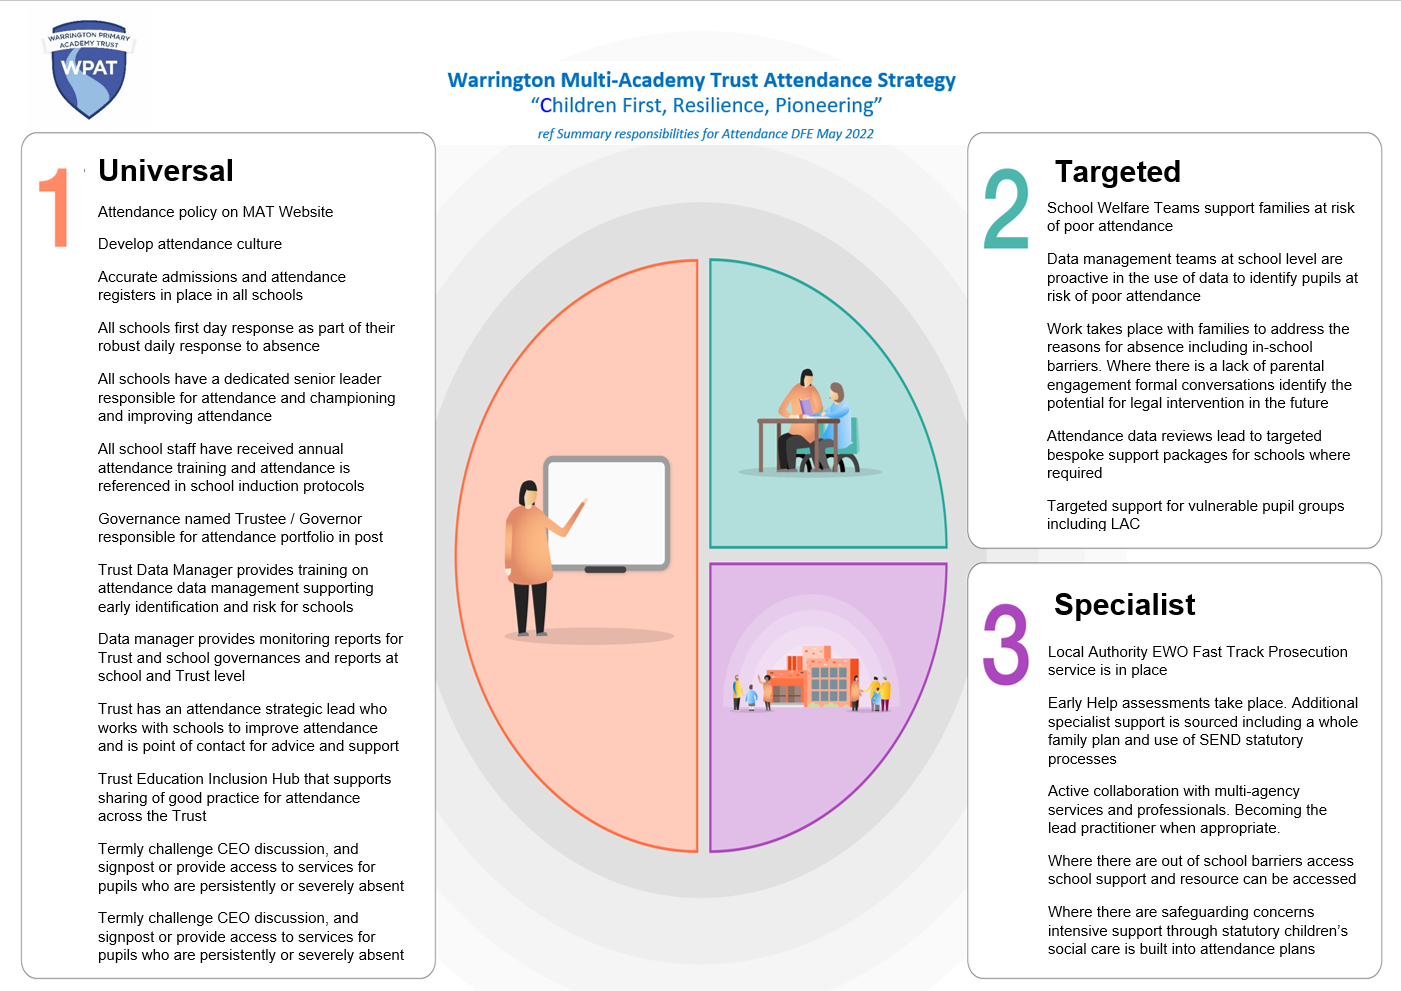 WARRINGTON PRIMARY
ACADEMY TRUST
WPAT
Warrington Multi-Academy Trust Attendance Strategy
“Children First, Resilience, Pioneering”
ref Summary responsibilities for Attendance DFE May 2022
1
Universal
Attendance policy on MAT Website
Develop attendance culture
Accurate admissions and attendance
registers in place in all schools
All schools first day response as part of their
robust daily response to absence
All schools have a dedicated senior leader
responsible for attendance and championing
and improving attendance
All school staff have received annual
attendance training and attendance is
referenced in school induction protocols
Governance named Trustee / Governor
responsible for attendance portfolio in post
Trust Data Manager provides training on
attendance data management supporting
early identification and risk for schools
Data manager provides monitoring reports for
Trust and school governances and reports at
school and Trust level
Trust has an attendance strategic lead who
works with schools to improve attendance
and is point of contact for advice and support
Trust Education Inclusion Hub that supports
sharing of good practice for attendance
across the Trust
Termly challenge CEO discussion, and
signpost or provide access to services for
pupils who are persistently or severely absent
Termly challenge CEO discussion, and
signpost or provide access to services for
pupils who are persistently or severely absent
2
Targeted
School Welfare Teams support families at risk
of poor attendance
Data management teams at school level are
proactive in the use of data to identify pupils at
risk of poor attendance
Work takes place with families to address the
reasons for absence including in-school
barriers. Where there is a lack of parental
engagement formal conversations identify the
potential for legal intervention in the future
Attendance data reviews lead to targeted
bespoke support packages for schools where
required
Targeted support for vulnerable pupil groups
including LAC
3
Specialist
Local Authority EWO Fast Track Prosecution
service is in place
Early Help assessments take place. Additional
specialist support is sourced including a whole
family plan and use of SEND statutory
processes
Active collaboration with multi-agency
services and professionals. Becoming the
lead practitioner when appropriate.
Where there are out of school barriers access
school support and resource can be accessed
Where there are safeguarding concerns
intensive support through statutory children’s
social care is built into attendance plans